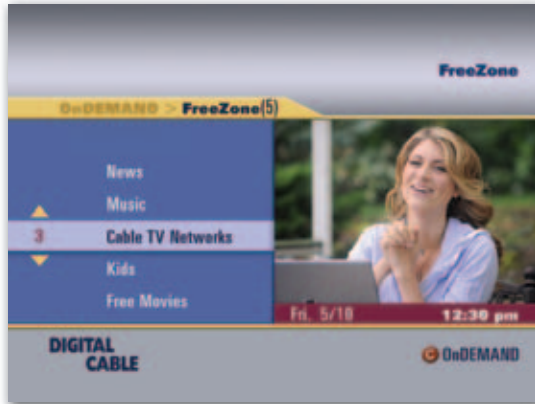 FreeZone
OnDEMAND > FreeZone(5)
News
Music
3 Cable TV Networks
Kids
Free Movies
Fri. 5/18 12:30 pm
DIGITAL
CABLE
C OnDEMAND